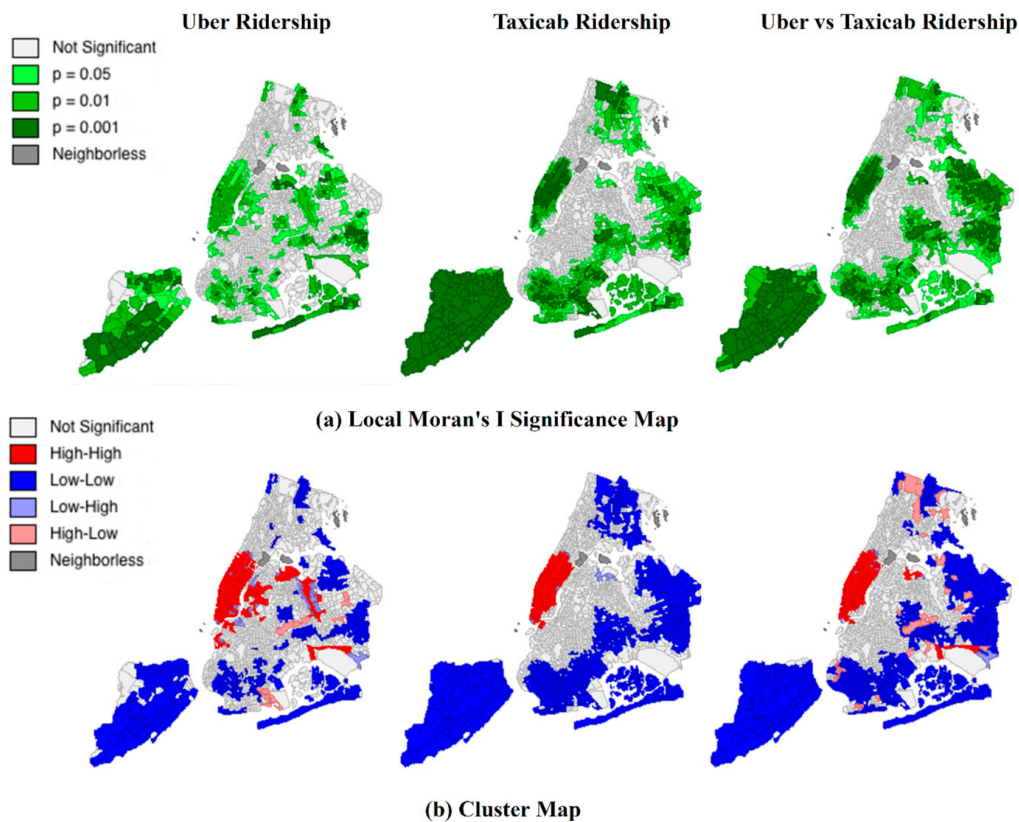 Uber Ridership
Taxicab Ridership
Uber vs Taxicab Ridership
Not Significant
p = 0.05
p = 0.01
p = 0.001
Neighborless
(a) Local Moran's I Significance Map
Not Significant
High-High
Low-Low
Low-High
High-Low
Neighborless
(b) Cluster Map